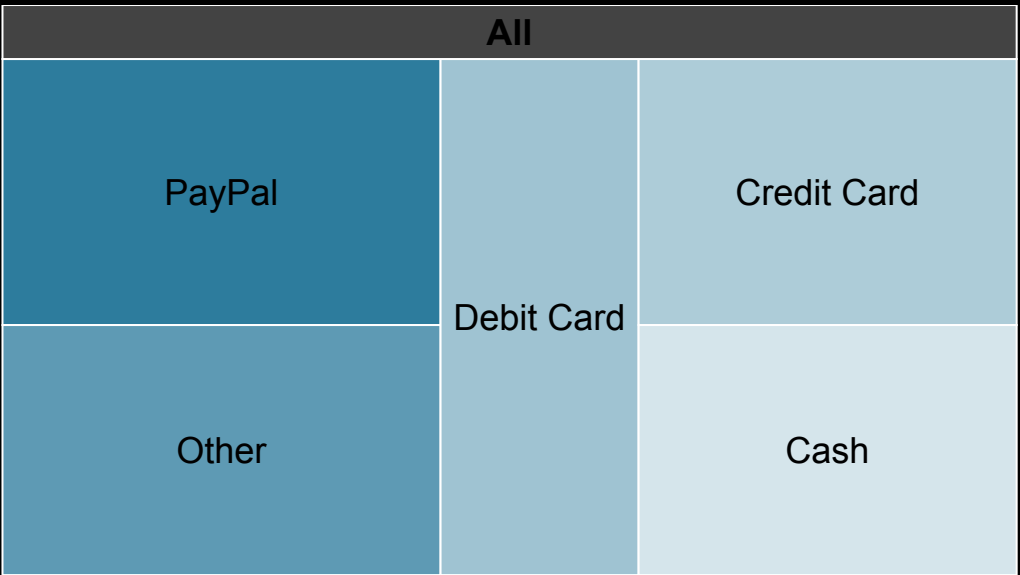 All
PayPal
Credit Card
Debit Card
Other
Cash